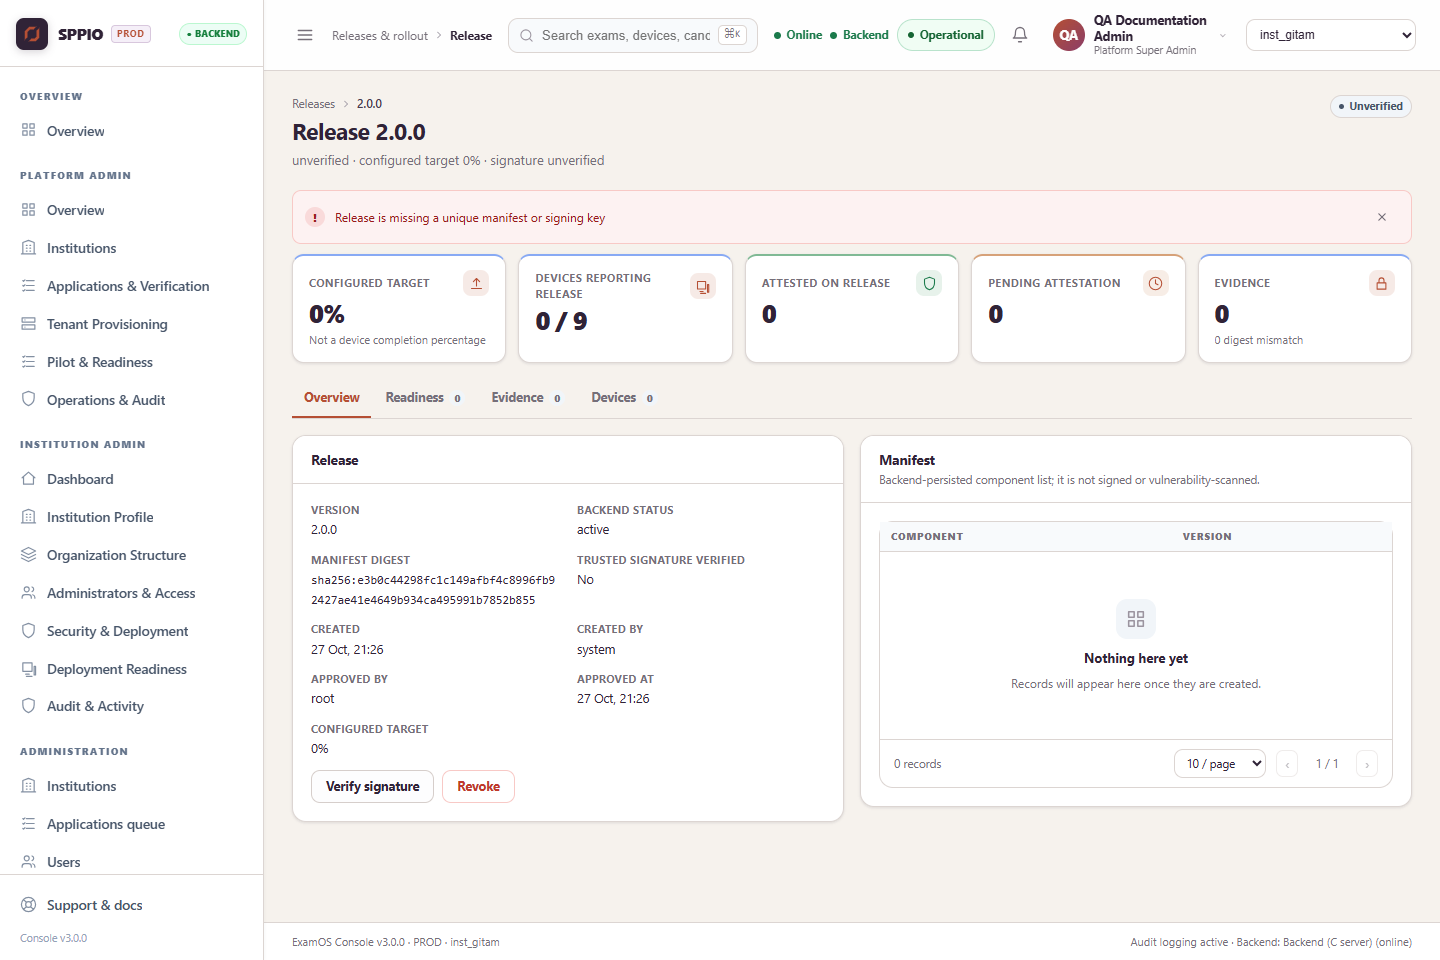 SPPIO PROD • BACKEND
OVERVIEW
Overview
PLATFORM ADMIN
Overview
Institutions
Applications & Verification
Tenant Provisioning
Pilot & Readiness
Operations & Audit
INSTITUTION ADMIN
Dashboard
Institution Profile
Organization Structure
Administrators & Access
Security & Deployment
Deployment Readiness
Audit & Activity
ADMINISTRATION
Institutions
Applications queue
Users
Support & docs
Console v3.0.0
Releases & rollout › Release
Search exams, devices, canc ⌘K
• Online • Backend • Operational
QA
QA Documentation
Admin
Platform Super Admin
inst_gitam
Releases › 2.0.0
Release 2.0.0
unverified · configured target 0% · signature unverified
• Unverified
! Release is missing a unique manifest or signing key ×
CONFIGURED TARGET
0%
Not a device completion percentage
DEVICES REPORTING
RELEASE
0 / 9
ATTESTED ON RELEASE
0
PENDING ATTESTATION
0
EVIDENCE
0
0 digest mismatch
Overview Readiness 0 Evidence 0 Devices 0
Release
VERSION
2.0.0
BACKEND STATUS
active
MANIFEST DIGEST
sha256:e3b0c44298fc1c149afbf4c8996fb9
2427ae41e4649b934ca495991b7852b855
TRUSTED SIGNATURE VERIFIED
No
CREATED
27 Oct, 21:26
CREATED BY
system
APPROVED BY
root
APPROVED AT
27 Oct, 21:26
CONFIGURED TARGET
0%
Verify signature Revoke
Manifest
Backend-persisted component list; it is not signed or vulnerability-scanned.
COMPONENT VERSION
Nothing here yet
Records will appear here once they are created.
0 records 10 / page ‹ 1 / 1 ›
ExamOS Console v3.0.0 · PROD · inst_gitam
Audit logging active · Backend: Backend (C server) (online)